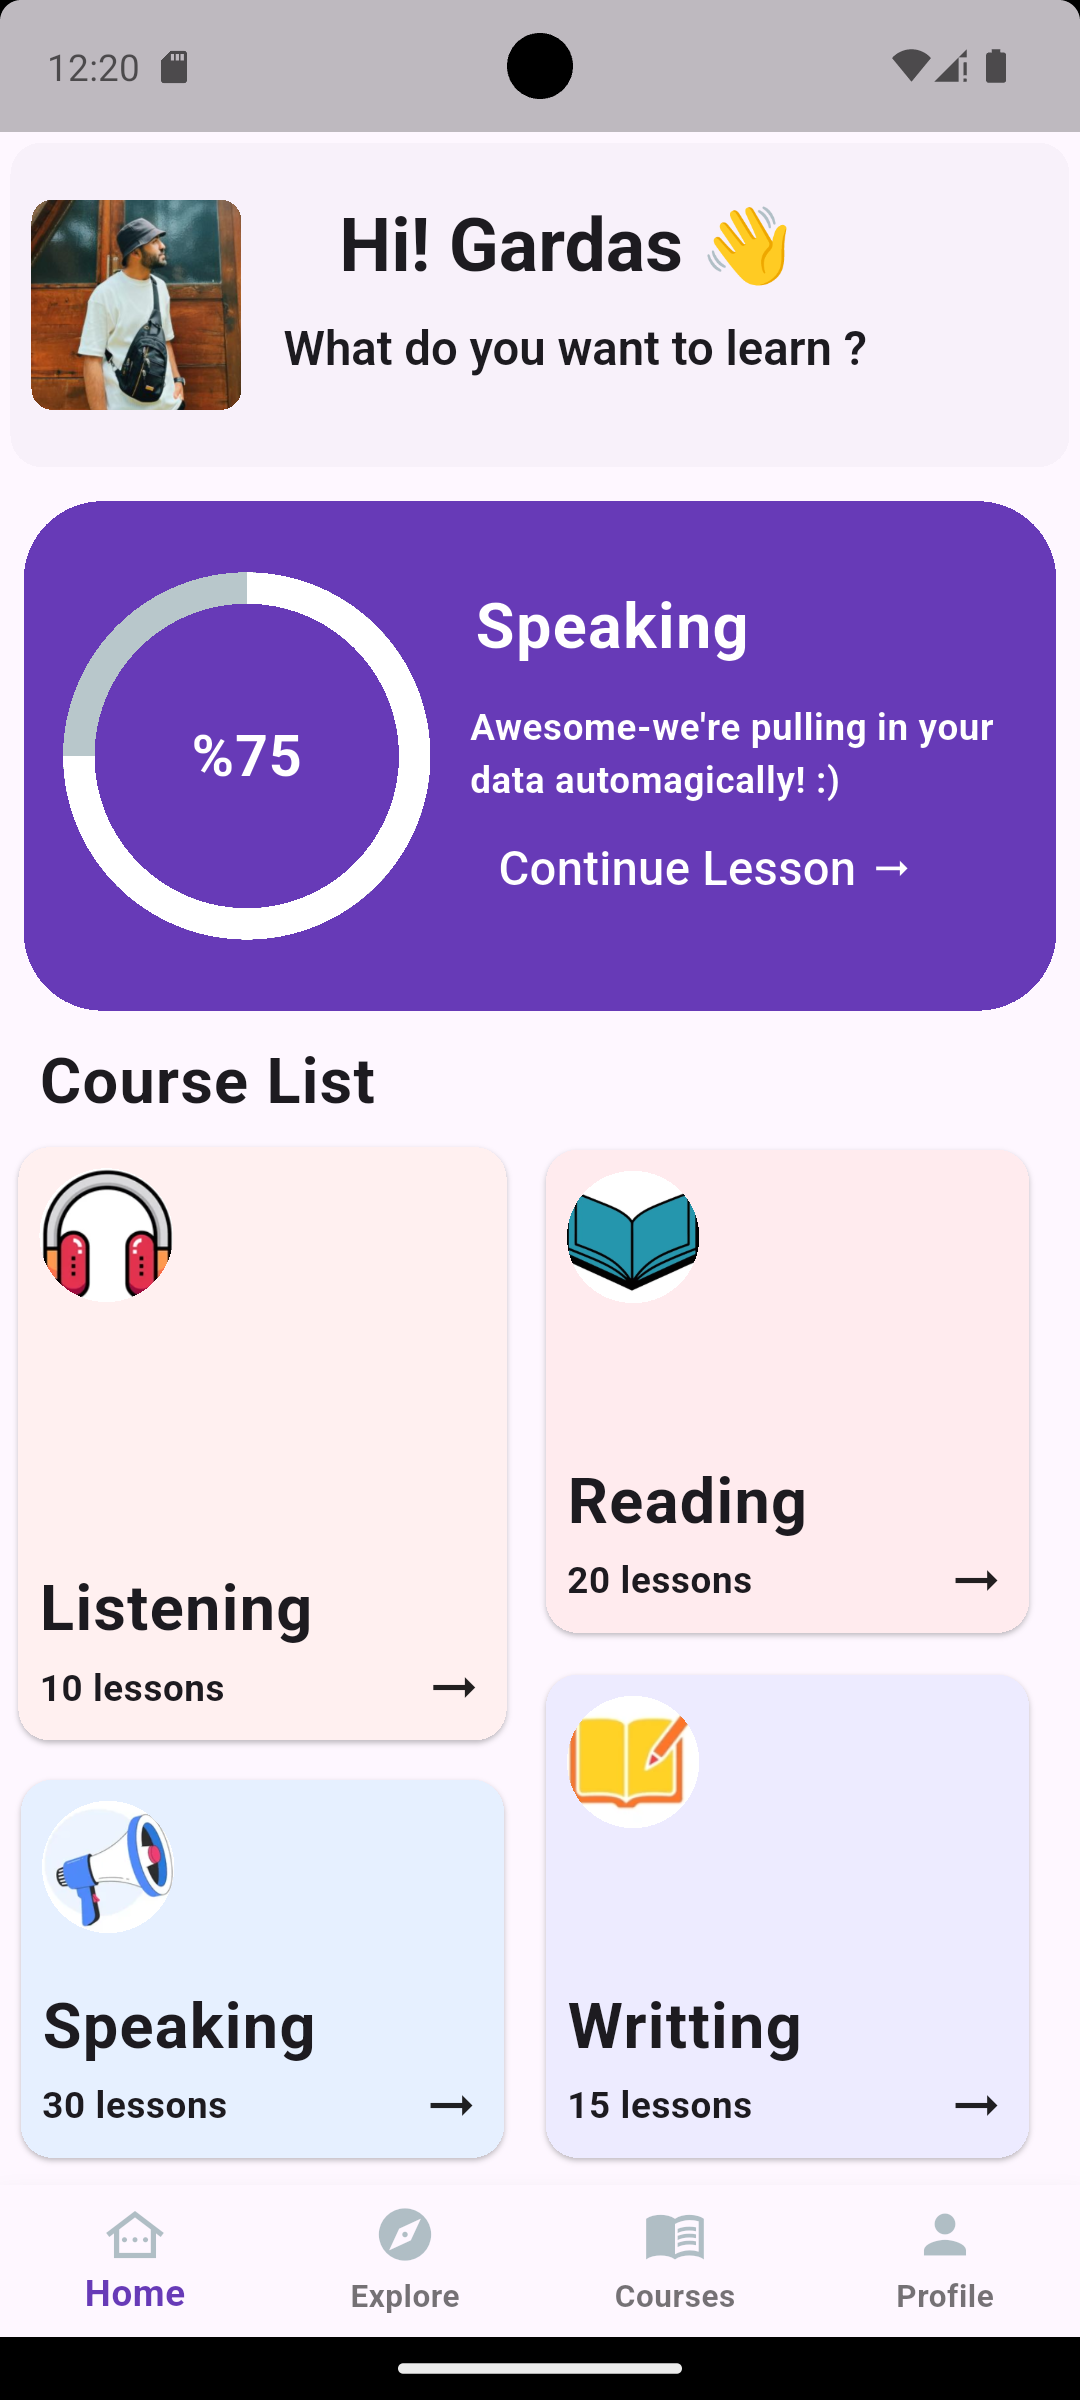 12:20
Hi! Gardas 👋
What do you want to learn ?
%75
Speaking
Awesome-we're pulling in your
data automagically! :)
Continue Lesson →
Course List
Listening
10 lessons →
Reading
20 lessons →
Speaking
30 lessons →
Writting
15 lessons →
Home
Explore
Courses
Profile